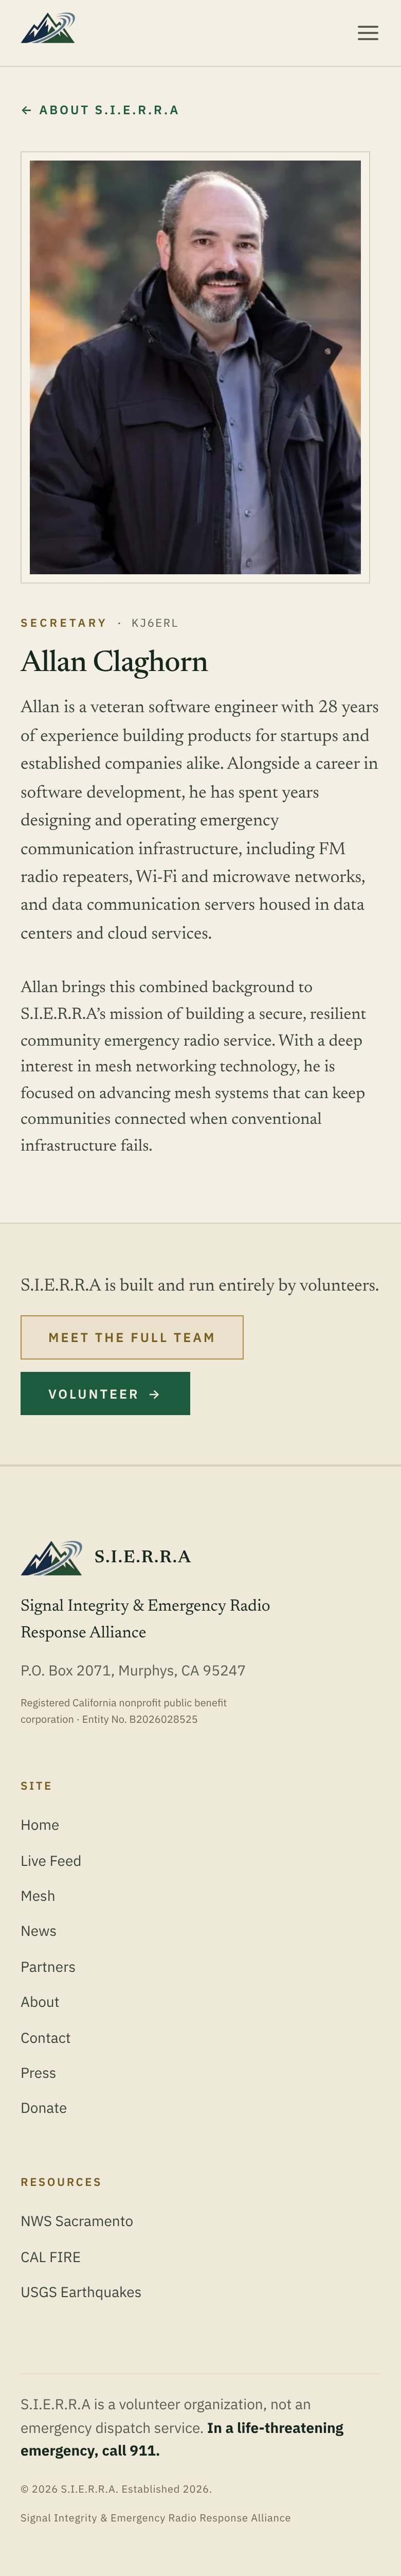 ← ABOUT S.I.E.R.R.A
SECRETARY · KJ6ERL
Allan Claghorn
Allan is a veteran software engineer with 28 years
of experience building products for startups and
established companies alike. Alongside a career in
software development, he has spent years
designing and operating emergency
communication infrastructure, including FM
radio repeaters, Wi-Fi and microwave networks,
and data communication servers housed in data
centers and cloud services.
Allan brings this combined background to
S.I.E.R.R.A’s mission of building a secure, resilient
community emergency radio service. With a deep
interest in mesh networking technology, he is
focused on advancing mesh systems that can keep
communities connected when conventional
infrastructure fails.
S.I.E.R.R.A is built and run entirely by volunteers.
MEET THE FULL TEAM
VOLUNTEER →
S.I.E.R.R.A
Signal Integrity & Emergency Radio
Response Alliance
P.O. Box 2071, Murphys, CA 95247
Registered California nonprofit public benefit
corporation · Entity No. B2026028525
SITE
Home
Live Feed
Mesh
News
Partners
About
Contact
Press
Donate
RESOURCES
NWS Sacramento
CAL FIRE
USGS Earthquakes
S.I.E.R.R.A is a volunteer organization, not an
emergency dispatch service. In a life-threatening
emergency, call 911.
© 2026 S.I.E.R.R.A. Established 2026.
Signal Integrity & Emergency Radio Response Alliance